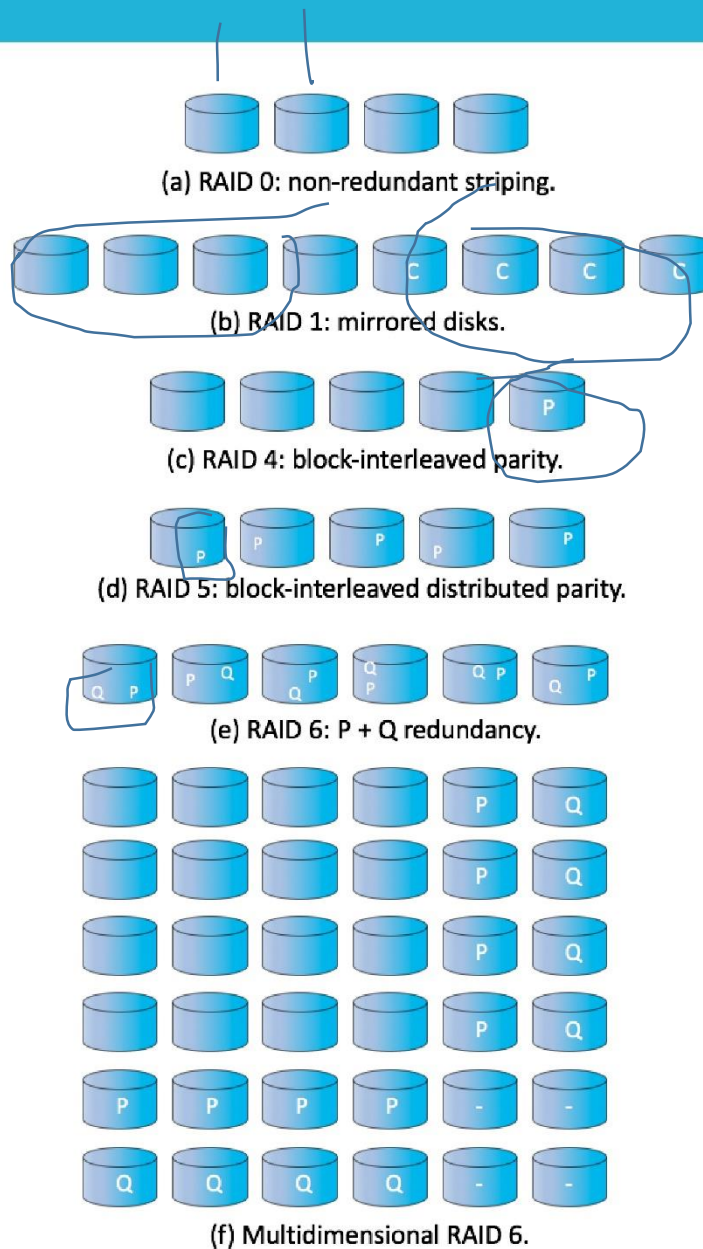 (a) RAID 0: non-redundant striping.
C C C C
(b) RAID 1: mirrored disks.
P
(c) RAID 4: block-interleaved parity.
P P P P P
(d) RAID 5: block-interleaved distributed parity.
Q P P Q Q P Q P Q P Q P
(e) RAID 6: P + Q redundancy.
P Q
P Q
P Q
P Q
P P P P - -
Q Q Q Q - -
(f) Multidimensional RAID 6.